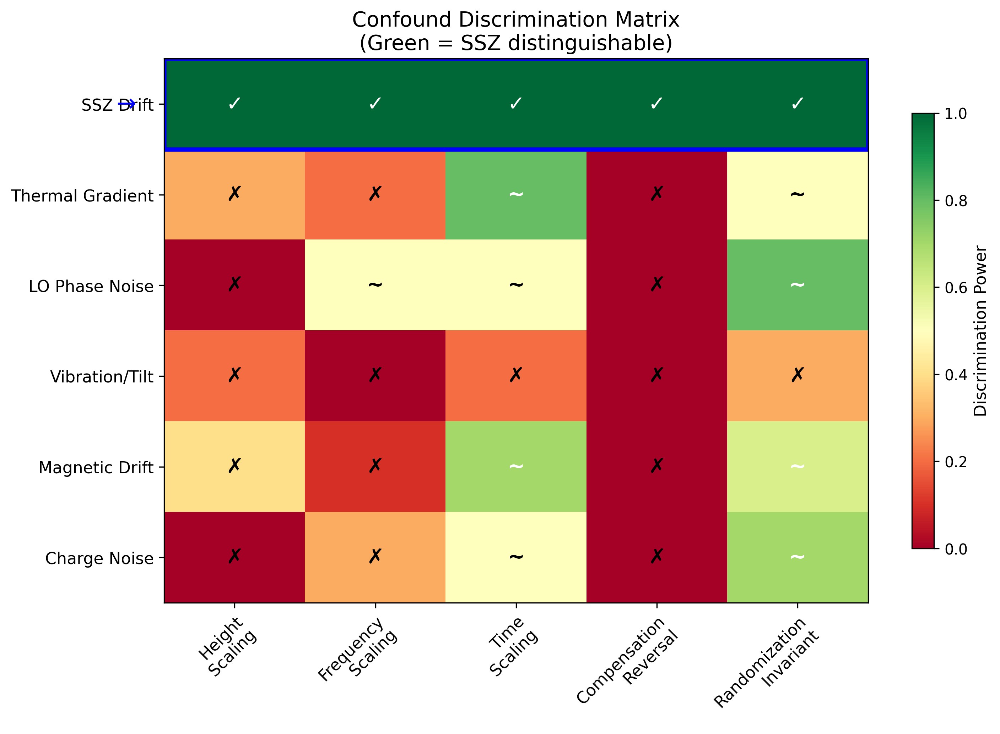 Confound Discrimination Matrix
(Green = SSZ distinguishable)
SSZ Drift → ✓ ✓ ✓ ✓ ✓
Thermal Gradient ✗ ✗ ~ ✗ ~
LO Phase Noise ✗ ~ ~ ✗ ~
Vibration/Tilt ✗ ✗ ✗ ✗ ✗
Magnetic Drift ✗ ✗ ~ ✗ ~
Charge Noise ✗ ✗ ~ ✗ ~
Height
Scaling
Frequency
Scaling
Time
Scaling
Compensation
Reversal
Randomization
Invariant
1.0
0.8
0.6
0.4
0.2
0.0
Discrimination Power